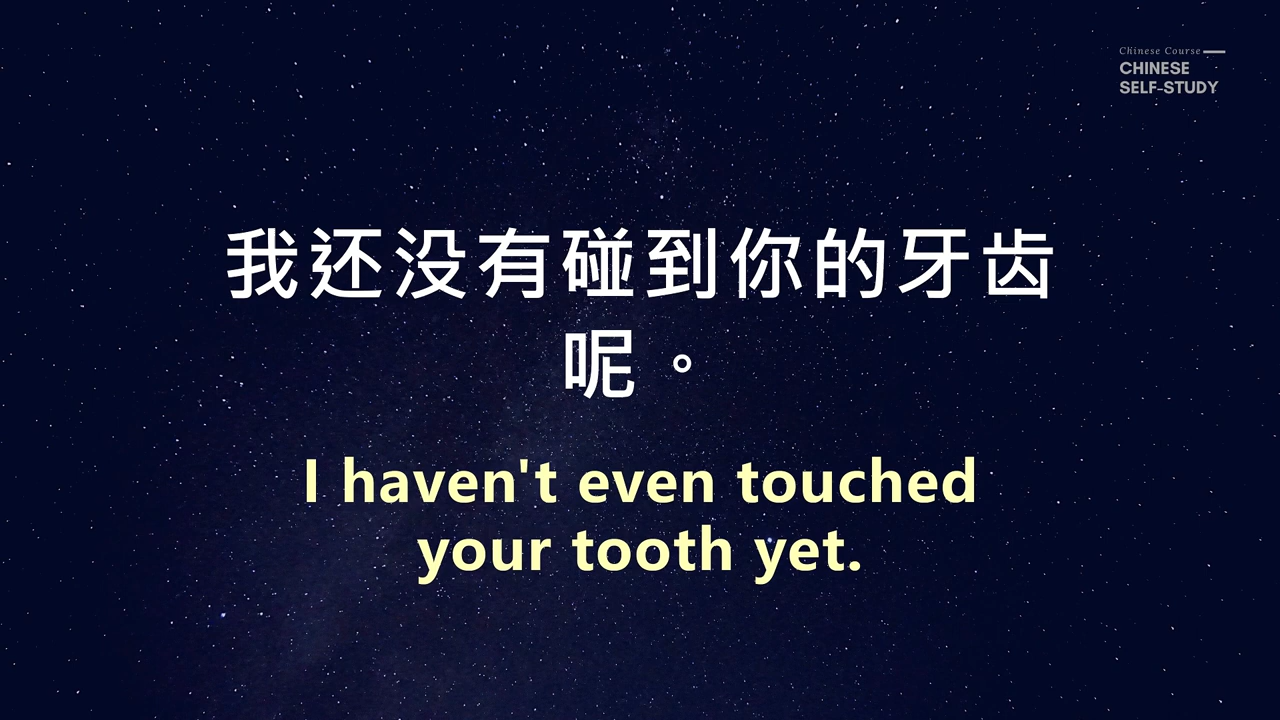 Chinese Course
CHINESE
SELF-STUDY
我还没有碰到你的牙齿
呢。
I haven't even touched
your tooth yet.